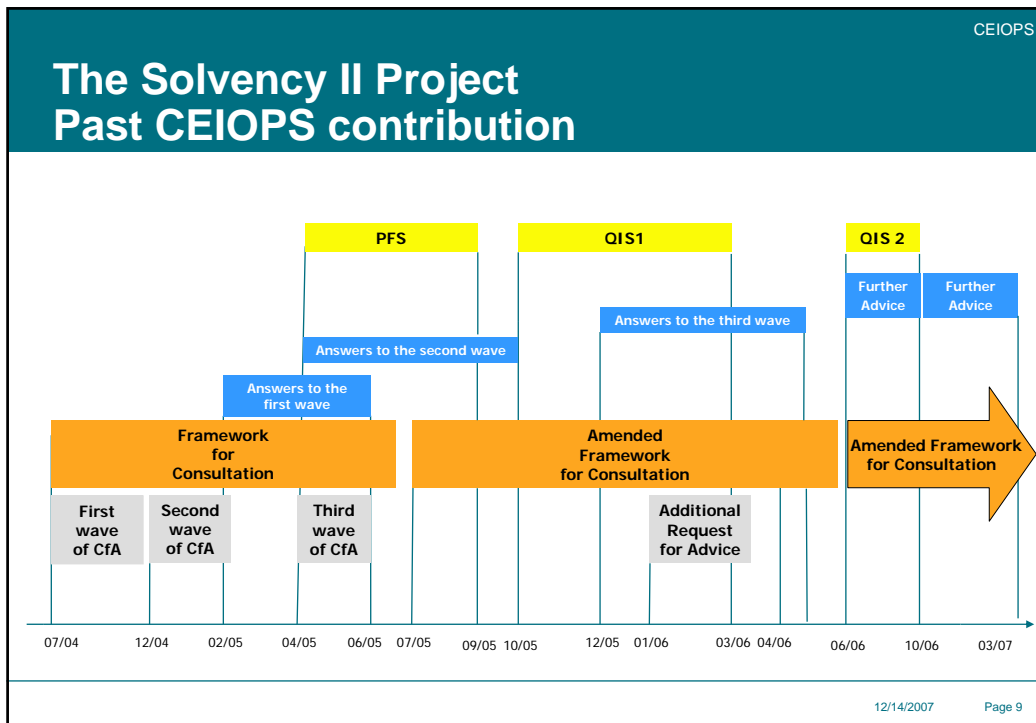 CEIOPS
The Solvency II Project
Past CEIOPS contribution
PFS
QIS1
QIS 2
Further
Advice
Further
Advice
Answers to the third wave
Answers to the second wave
Answers to the
first wave
Framework
for
Consultation
Amended
Framework
for Consultation
Amended Framework
for Consultation
First
wave
of CfA
Second
wave
of CfA
Third
wave
of CfA
Additional
Request
for Advice
07/04 12/04 02/05 04/05 06/05 07/05 09/05 10/05 12/05 01/06 03/06 04/06 06/06 10/06 03/07
12/14/2007 Page 9